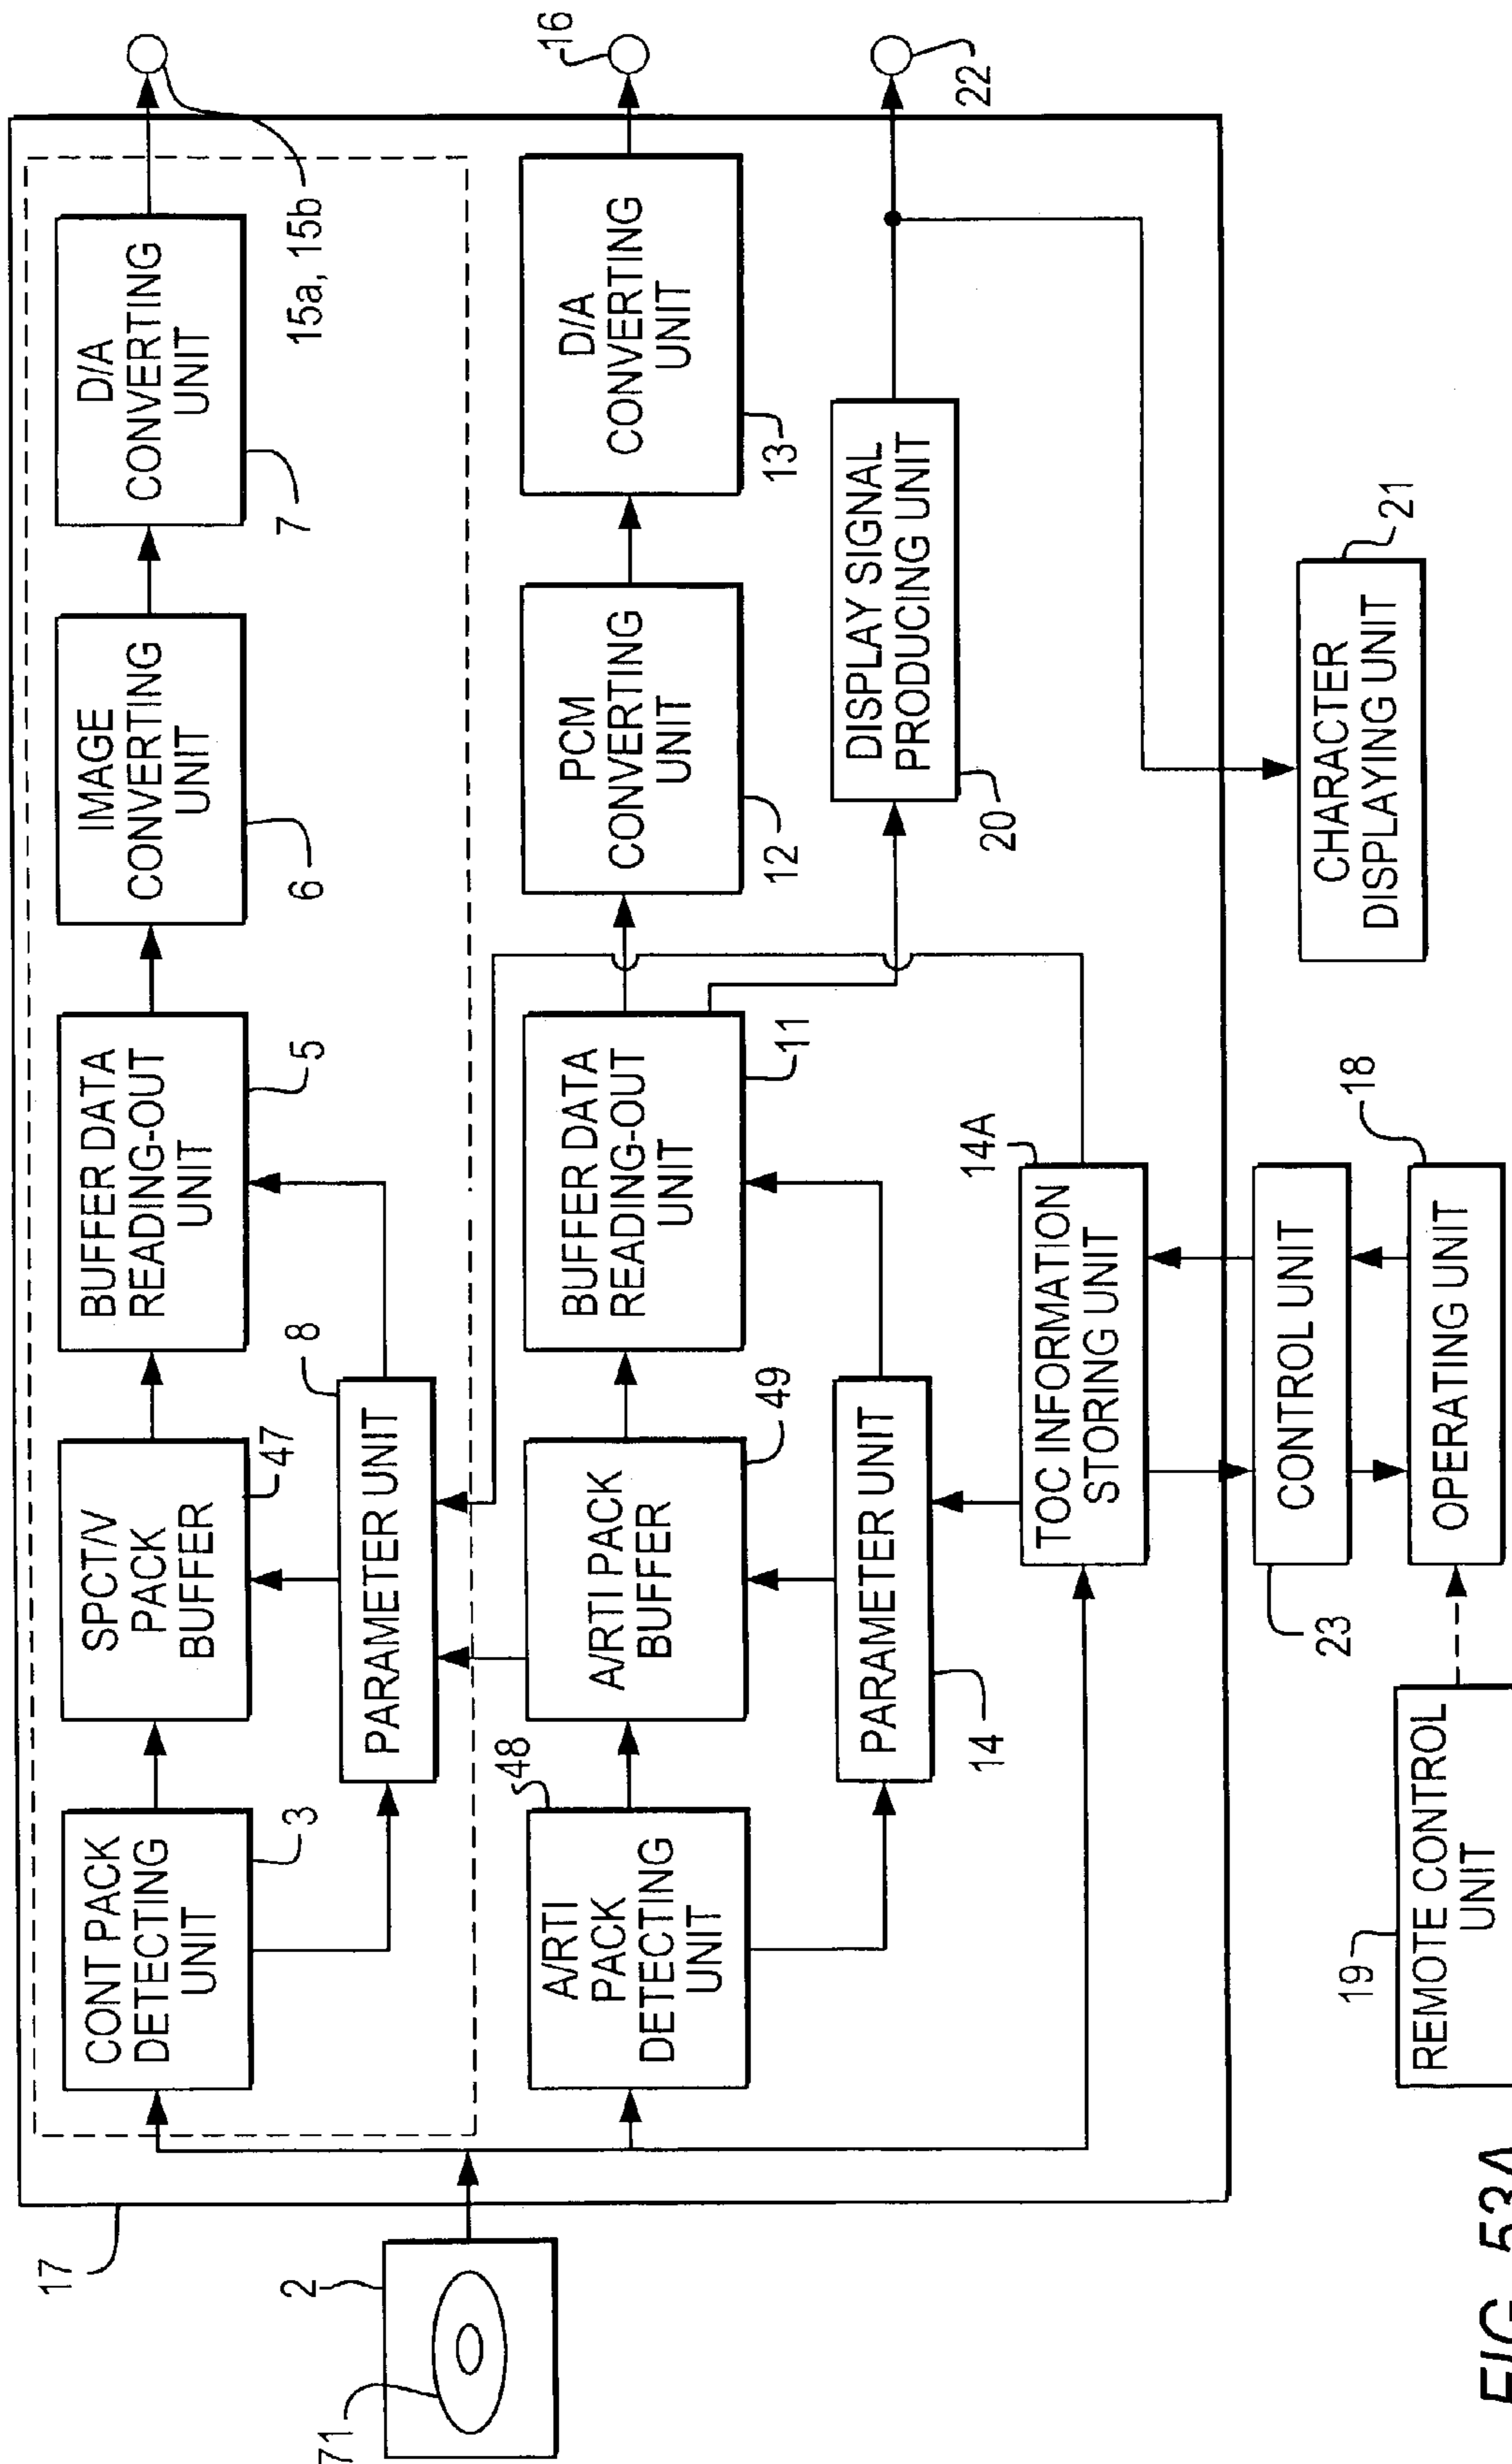 17
71
2
CONT PACK
DETECTING
UNIT
3
SPCT/V
PACK
BUFFER
47
BUFFER DATA
READING-OUT
UNIT
5
IMAGE
CONVERTING
UNIT
6
D/A
CONVERTING
UNIT
7
15a, 15b
PARAMETER UNIT
8
A/RTI
PACK
DETECTING
UNIT
48
A/RTI PACK
BUFFER
49
BUFFER DATA
READING-OUT
UNIT
11
PCM
CONVERTING
UNIT
12
D/A
CONVERTING
UNIT
13
16
PARAMETER UNIT
14
DISPLAY SIGNAL
PRODUCING UNIT
20
22
TOC INFORMATION
STORING UNIT
14A
CONTROL UNIT
23
OPERATING UNIT
18
REMOTE CONTROL
UNIT
19
CHARACTER
DISPLAYING UNIT
21
FIG. 53A